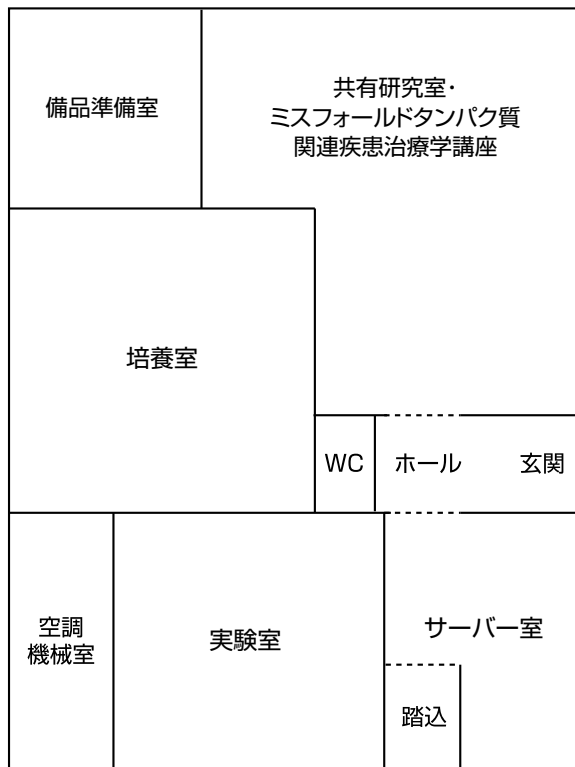 備品準備室
共有研究室・
ミスフォールドタンパク質
関連疾患治療学講座
培養室
WC
ホール
玄関
空調
機械室
実験室
サーバー室
踏込